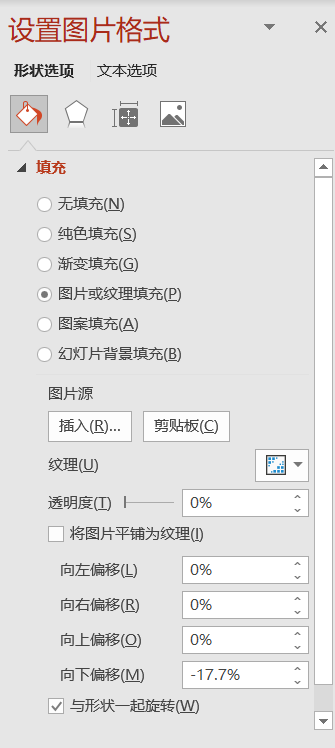 设置图片格式
形状选项 文本选项
填充
无填充(N)
纯色填充(S)
渐变填充(G)
图片或纹理填充(P)
图案填充(A)
幻灯片背景填充(B)
图片源
插入(R)... 剪贴板(C)
纹理(U)
透明度(T) 0%
将图片平铺为纹理(I)
向左偏移(L) 0%
向右偏移(R) 0%
向上偏移(O) 0%
向下偏移(M) -17.7%
与形状一起旋转(W)